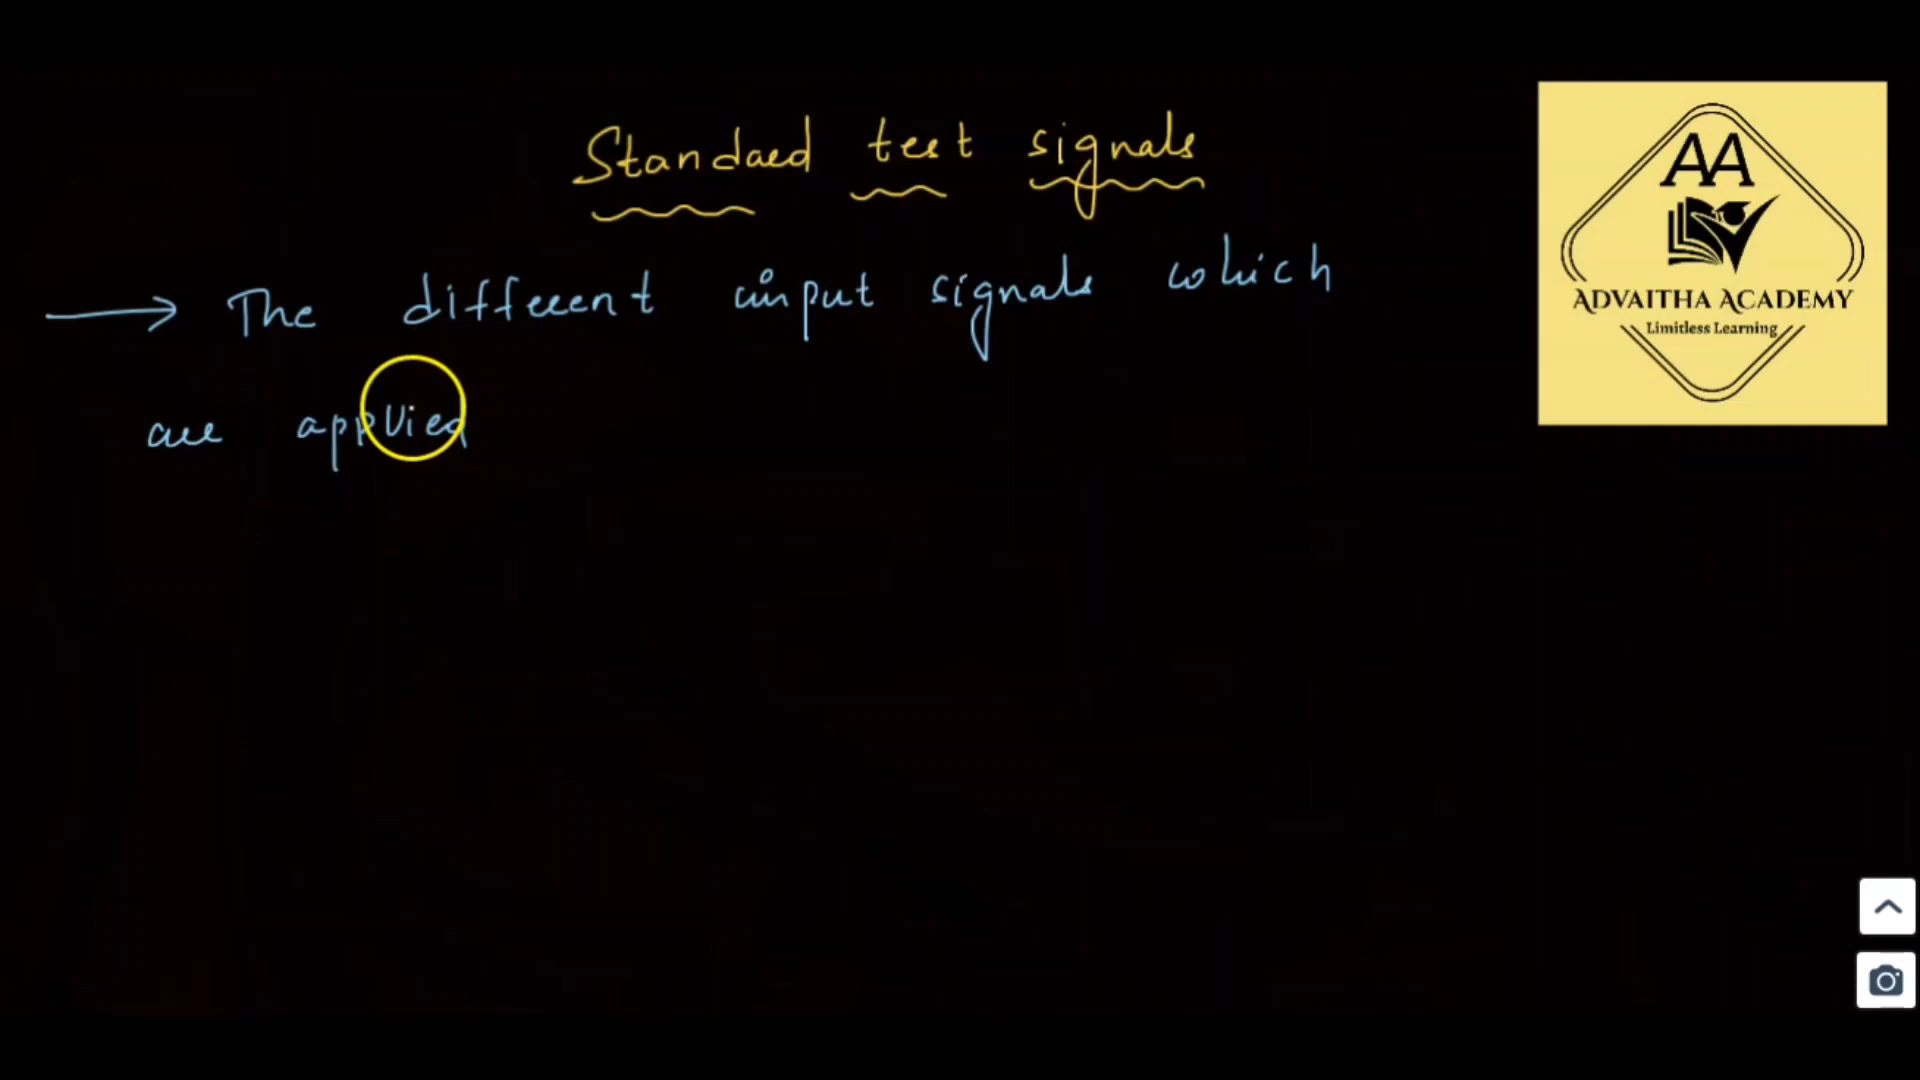 Standard test signals
→ The different input signals which
are applied
AA
ADVAITHA ACADEMY
Limitless Learning